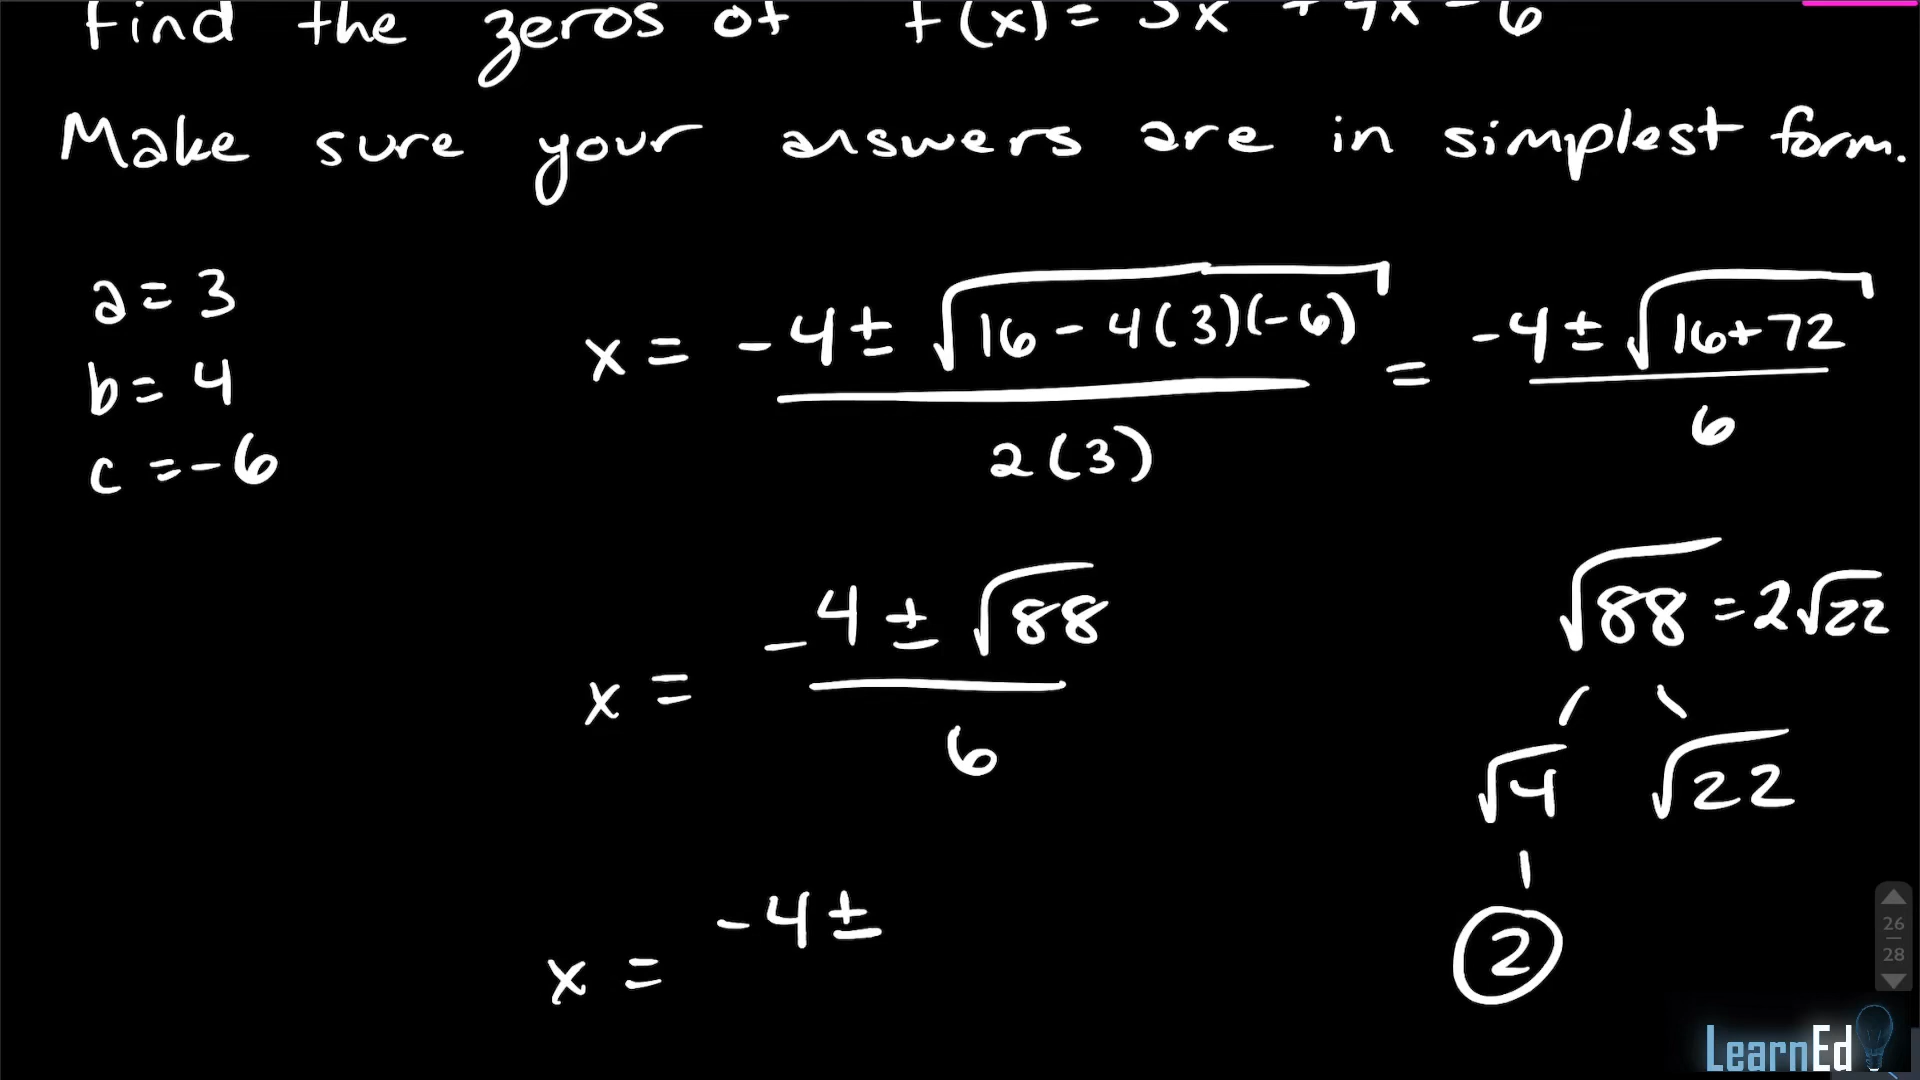 find the zeros of f(x) = 3x + 4x - 6
Make sure your answers are in simplest form.
a = 3
b = 4
c = -6
x = (-4 ± √(16 - 4(3)(-6))) / 2(3) = (-4 ± √(16+72)) / 6
x = (-4 ± √88) / 6
√88 = 2√22
√4 √22
2
x = -4 ±
26
28
LearnEd